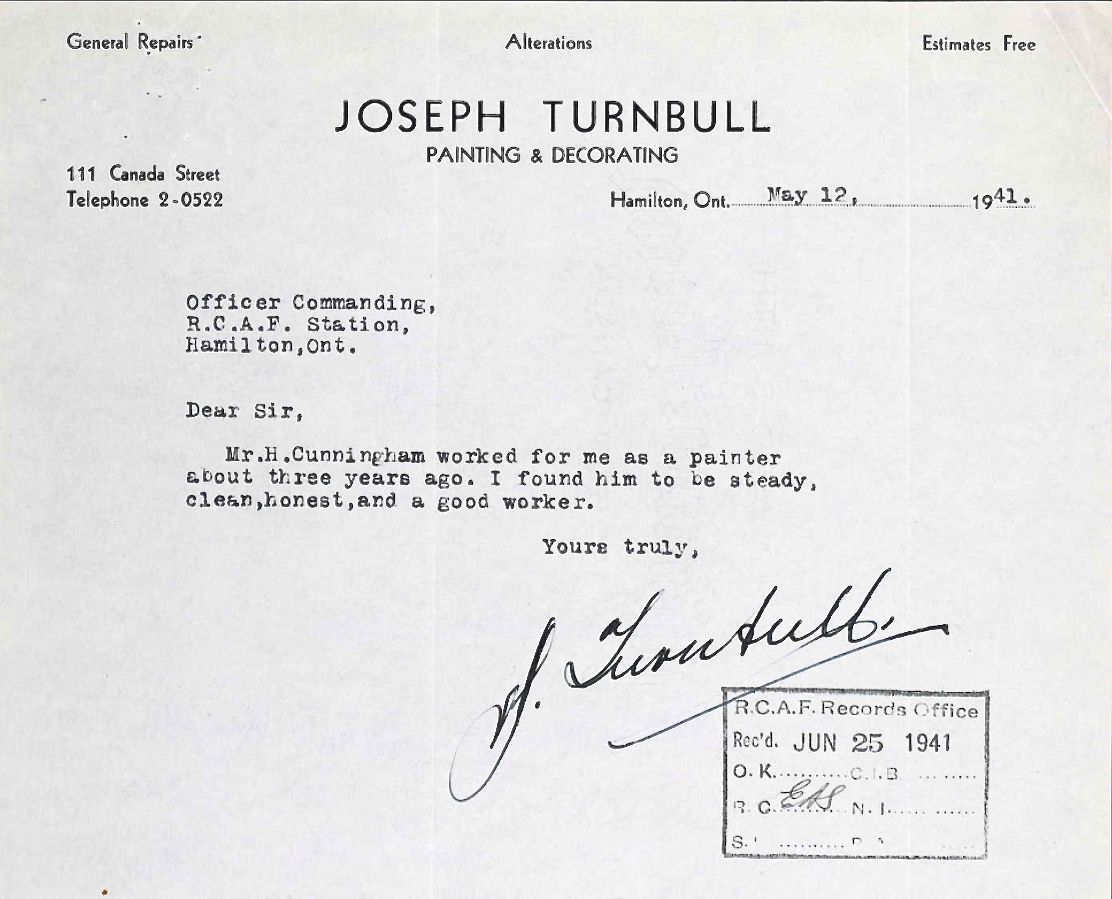 General Repairs Alterations Estimates Free
JOSEPH TURNBULL
PAINTING & DECORATING
111 Canada Street
Telephone 2-0522
Hamilton, Ont. May 12, 1941.
Officer Commanding,
R.C.A.F. Station,
Hamilton,Ont.
Dear Sir,
Mr.H.Cunningham worked for me as a painter
about three years ago. I found him to be steady,
clean,honest,and a good worker.
Yours truly,
J. Turnbull.
R.C.A.F. Records Office
Rec'd. JUN 25 1941
O.K. C.I.B
R.C. EAS N.I.
S.